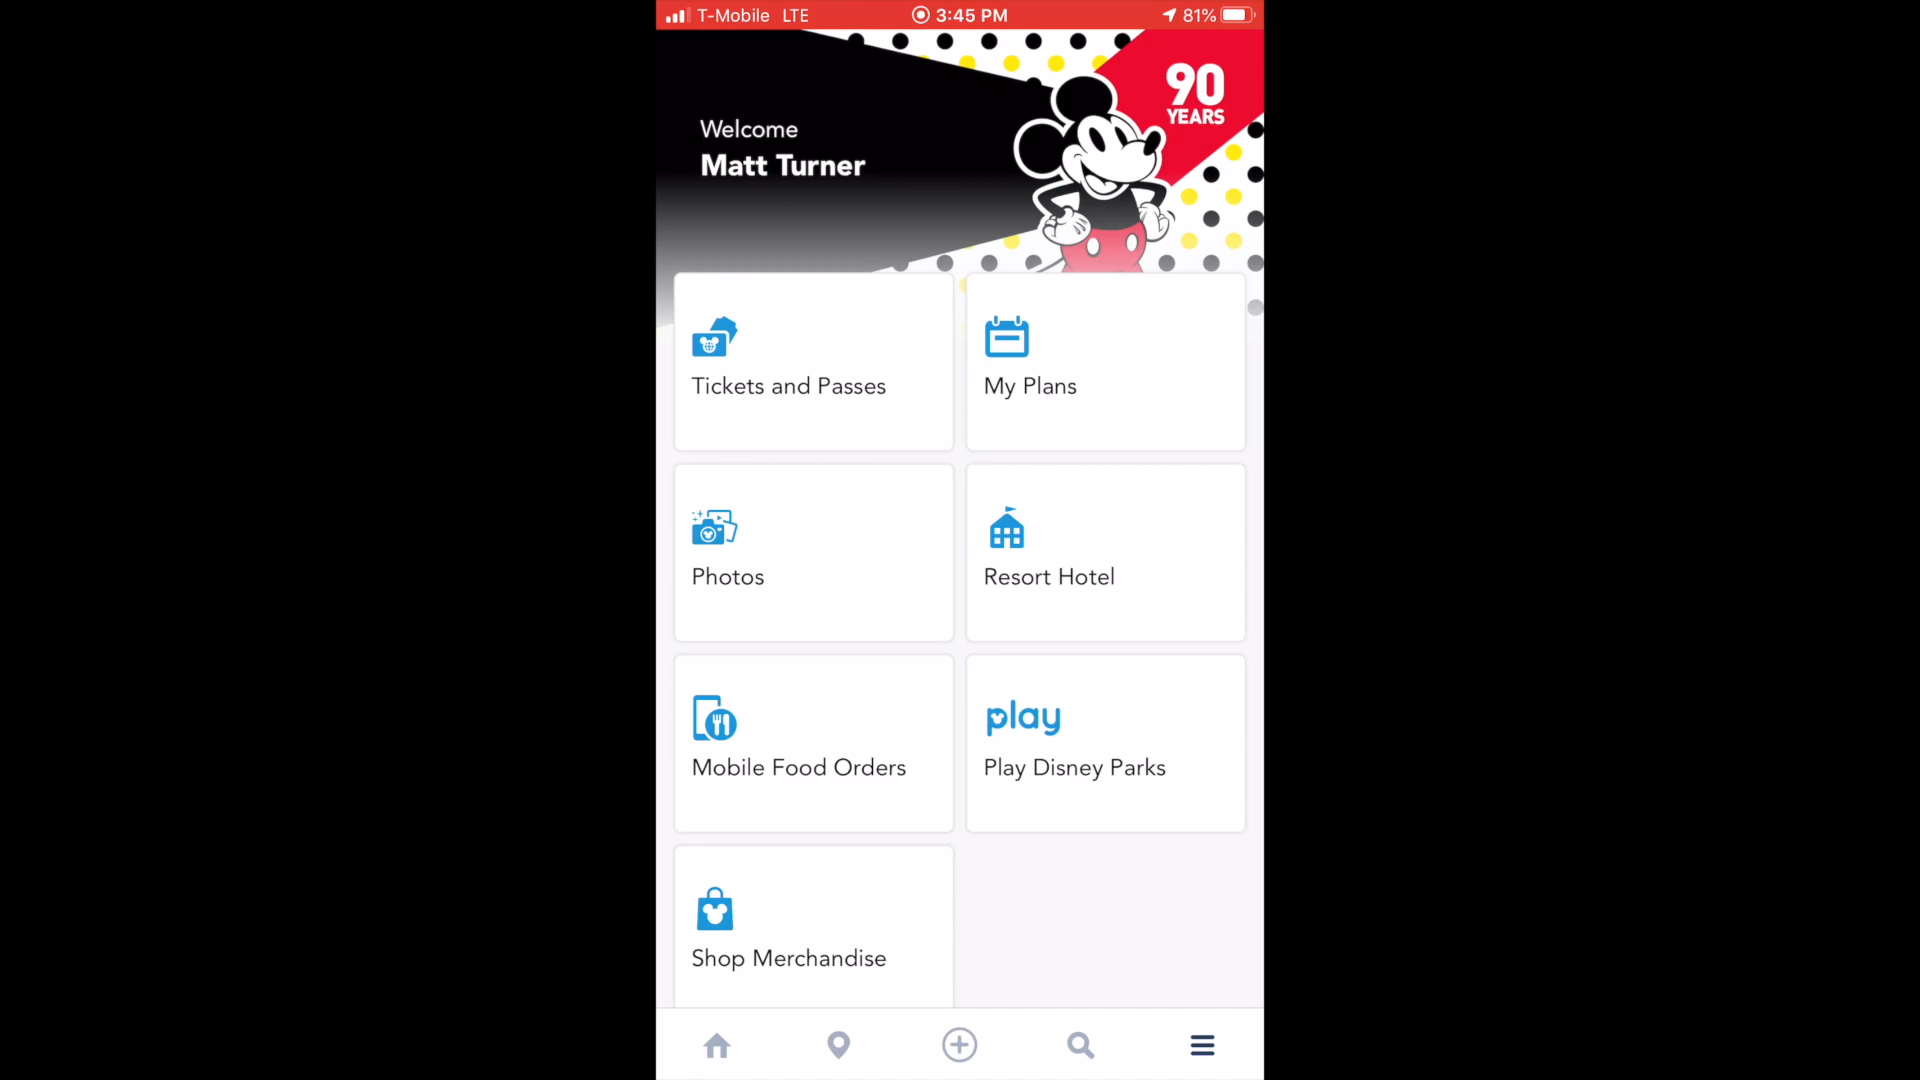 T-Mobile LTE 3:45 PM 81%
90
YEARS
Welcome
Matt Turner
Tickets and Passes
My Plans
Photos
Resort Hotel
Mobile Food Orders
play
Play Disney Parks
Shop Merchandise